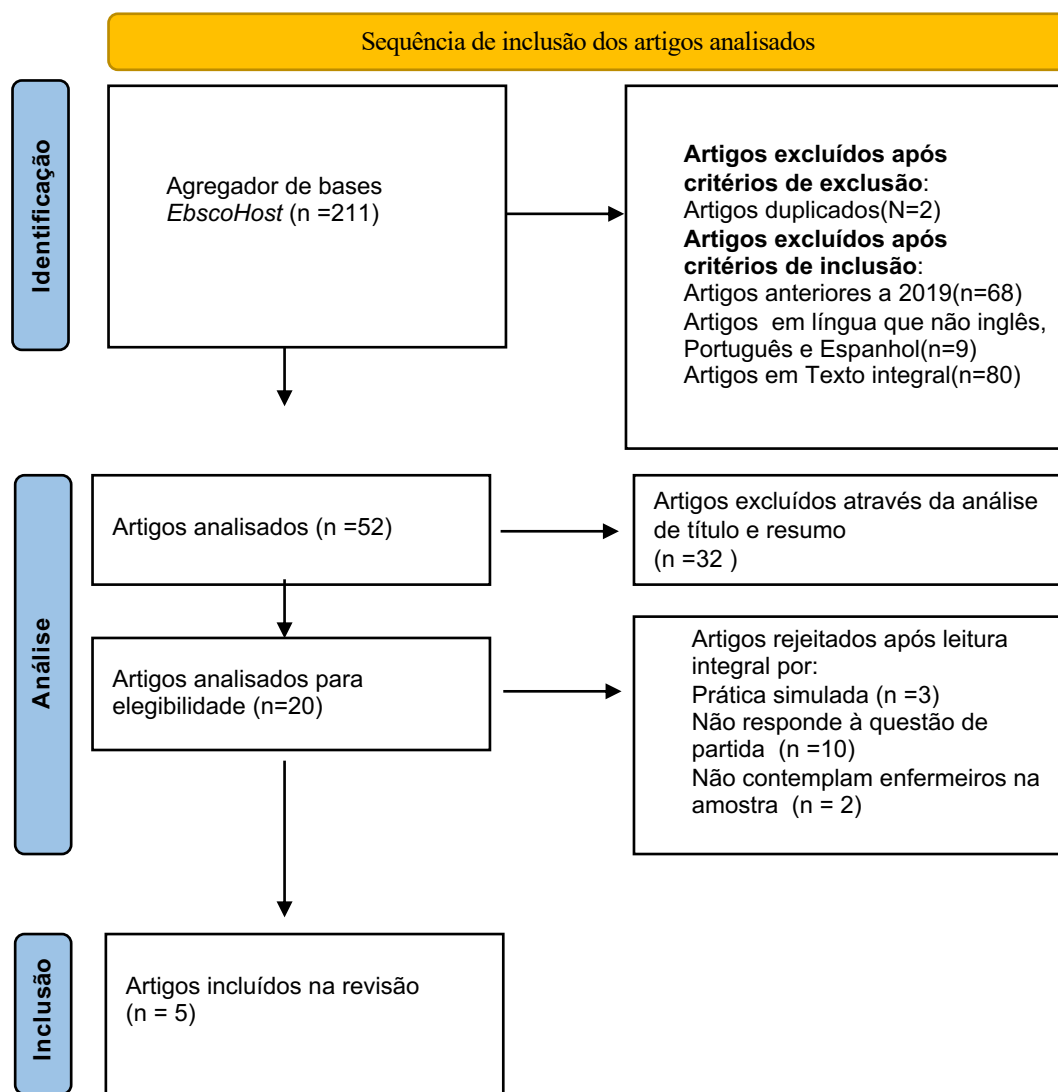 Sequência de inclusão dos artigos analisados
Identificação
Agregador de bases
EbscoHost (n =211)
Artigos excluídos após
critérios de exclusão:
Artigos duplicados(N=2)
Artigos excluídos após
critérios de inclusão:
Artigos anteriores a 2019(n=68)
Artigos em língua que não inglês,
Português e Espanhol(n=9)
Artigos em Texto integral(n=80)
Análise
Artigos analisados (n =52)
Artigos excluídos através da análise
de título e resumo
(n =32 )
Artigos analisados para
elegibilidade (n=20)
Artigos rejeitados após leitura
integral por:
Prática simulada (n =3)
Não responde à questão de
partida (n =10)
Não contemplam enfermeiros na
amostra (n = 2)
Inclusão
Artigos incluídos na revisão
(n = 5)